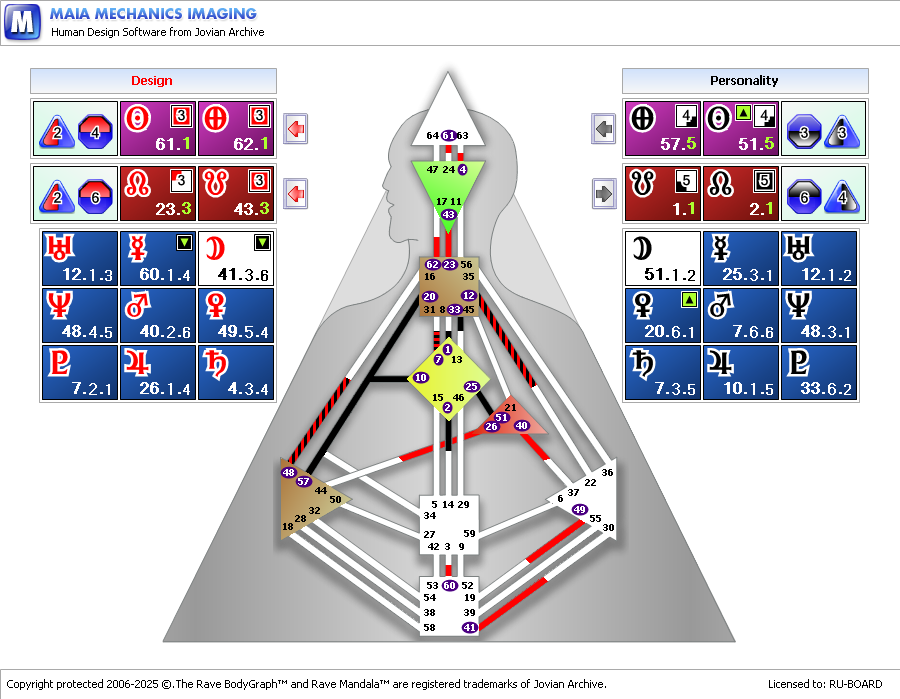 M MAIA MECHANICS IMAGING
Human Design Software from Jovian Archive
Design
Personality
2 4 3 61.1 3 62.1
4 57.5 4 51.5 3 3
2 6 3 23.3 3 43.3
5 1.1 5 2.1 6 4
12.1.3 60.1.4 41.3.6
51.1.2 25.3.1 12.1.2
48.4.5 40.2.6 49.5.4
20.6.1 7.6.6 48.3.1
7.2.1 26.1.4 4.3.4
7.3.5 10.1.5 33.6.2
64 61 63
47 24 4
17 11
43
62 23 56
16 35
20 12
31 8 33 45
1
7 13
10
25
15 46
2
21
51
26 40
48
57
44
50
32
28
18
36
22
37
6
49
55
30
5 14 29
34
27 59
42 3 9
53 60 52
54 19
38 39
58 41
Copyright protected 2006-2025 ©.The Rave BodyGraph™ and Rave Mandala™ are registered trademarks of Jovian Archive.
Licensed to: RU-BOARD